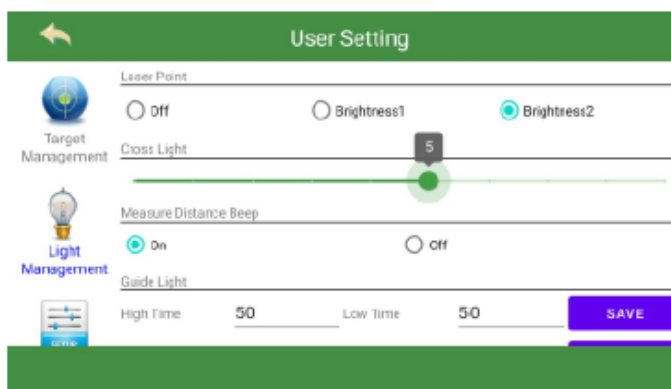 User Setting
Laser Point
Off Brightness1 Brightness2
Target
Management
Cross Light
5
Measure Distance Beep
On Off
Light
Management
Guide Light
High Time 50 Low Time 50 SAVE